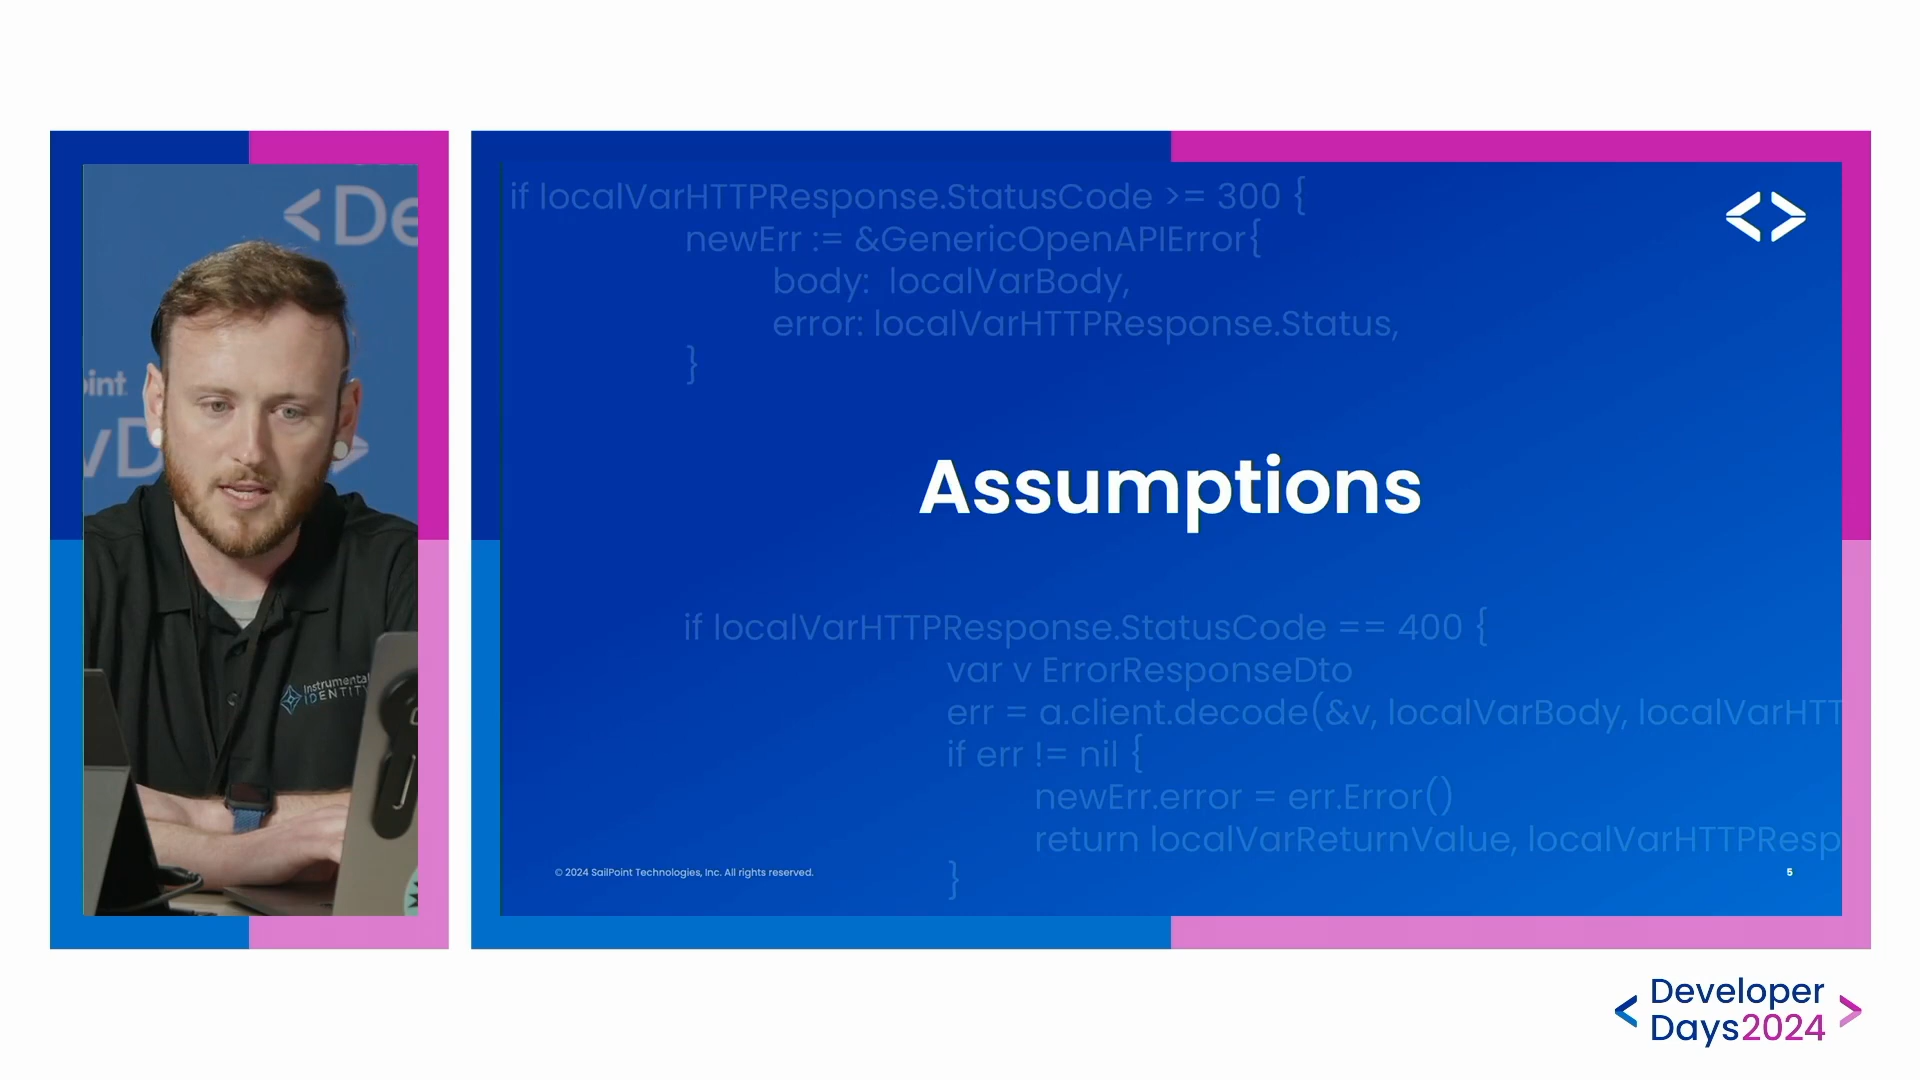 <De
int
vD
Instrumental
IDENTITY
if localVarHTTPResponse.StatusCode >= 300 {
newErr := &GenericOpenAPIError{
body: localVarBody,
error: localVarHTTPResponse.Status,
}
Assumptions
if localVarHTTPResponse.StatusCode == 400 {
var v ErrorResponseDto
err = a.client.decode(&v, localVarBody, localVarHTT
if err != nil {
newErr.error = err.Error()
return localVarReturnValue, localVarHTTPResp
}
© 2024 SailPoint Technologies, Inc. All rights reserved.
5
Developer
Days2024